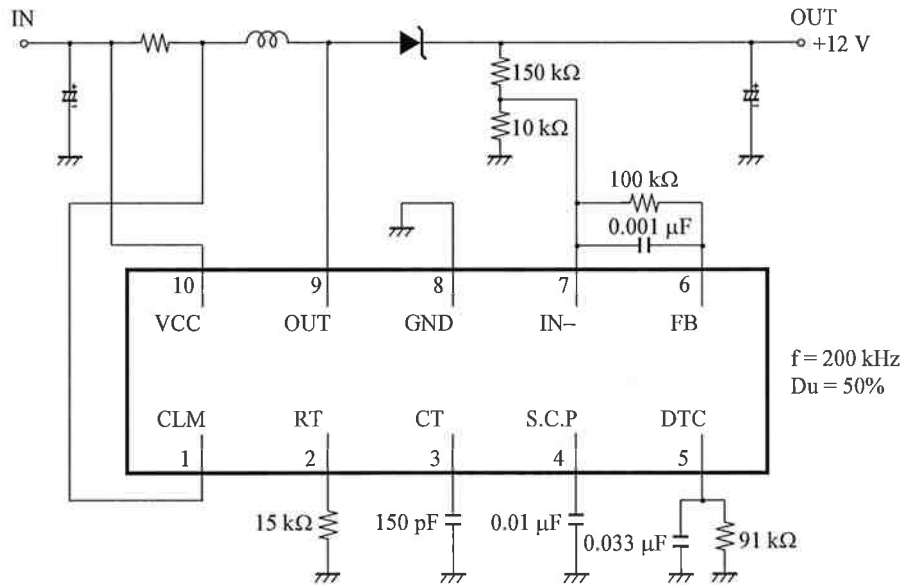 IN
OUT
+12 V
150 kΩ
10 kΩ
100 kΩ
0.001 μF
10
9
8
7
6
VCC
OUT
GND
IN−
FB
f = 200 kHz
Du = 50%
CLM
RT
CT
S.C.P
DTC
1
2
3
4
5
15 kΩ
150 pF
0.01 μF
0.033 μF
91 kΩ